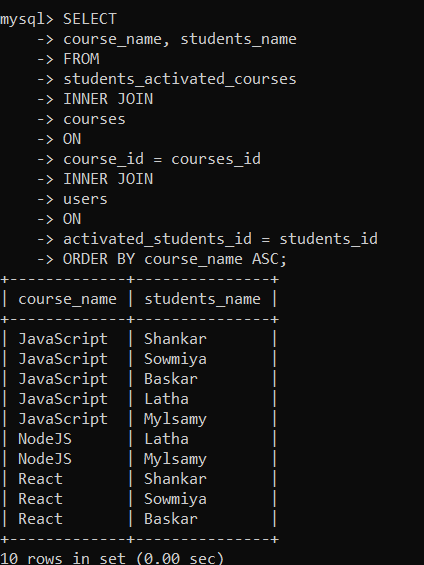 mysql> SELECT
    -> course_name, students_name
    -> FROM
    -> students_activated_courses
    -> INNER JOIN
    -> courses
    -> ON
    -> course_id = courses_id
    -> INNER JOIN
    -> users
    -> ON
    -> activated_students_id = students_id
    -> ORDER BY course_name ASC;
+-------------+---------------+
| course_name | students_name |
+-------------+---------------+
| JavaScript  | Shankar       |
| JavaScript  | Sowmiya       |
| JavaScript  | Baskar        |
| JavaScript  | Latha         |
| JavaScript  | Mylsamy       |
| NodeJS      | Latha         |
| NodeJS      | Mylsamy       |
| React       | Shankar       |
| React       | Sowmiya       |
| React       | Baskar        |
+-------------+---------------+
10 rows in set (0.00 sec)